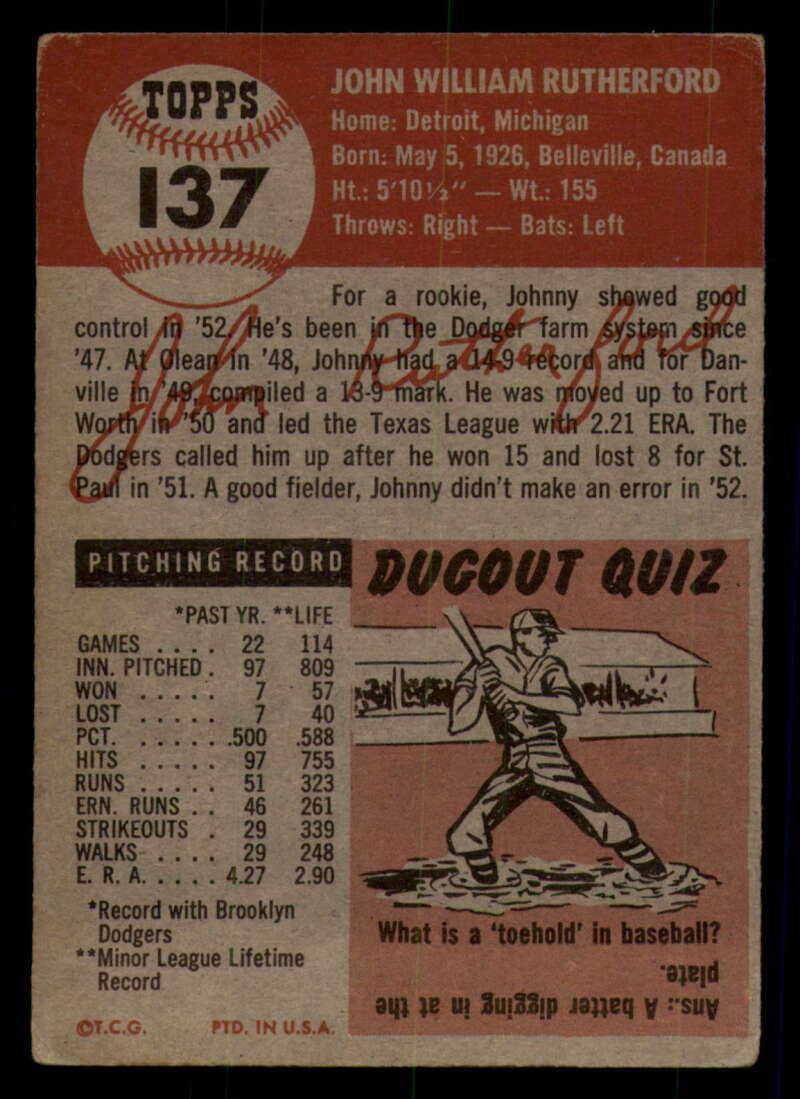 TOPPS
137
JOHN WILLIAM RUTHERFORD
Home: Detroit, Michigan
Born: May 5, 1926, Belleville, Canada
Ht.: 5'10½" — Wt.: 155
Throws: Right — Bats: Left
For a rookie, Johnny showed good
control in '52. He's been in the Dodger farm system since
'47. At Olean in '48, Johnny had a 14-9 record and for Dan-
ville in '49, compiled a 13-9 mark. He was moved up to Fort
Worth in '50 and led the Texas League with 2.21 ERA. The
Dodgers called him up after he won 15 and lost 8 for St.
Paul in '51. A good fielder, Johnny didn't make an error in '52.
John Rutherford
PITCHING RECORD
*PAST YR. **LIFE
GAMES .... 22 114
INN. PITCHED . 97 809
WON ..... 7 57
LOST ..... 7 40
PCT. ...... .500 .588
HITS ..... 97 755
RUNS ..... 51 323
ERN. RUNS .. 46 261
STRIKEOUTS . 29 339
WALKS .... 29 248
E. R. A. .... 4.27 2.90
*Record with Brooklyn
Dodgers
**Minor League Lifetime
Record
©T.C.G. PTD. IN U.S.A.
DUGOUT QUIZ
What is a 'toehold' in baseball?
Ans.: A batter digging in at the
plate.